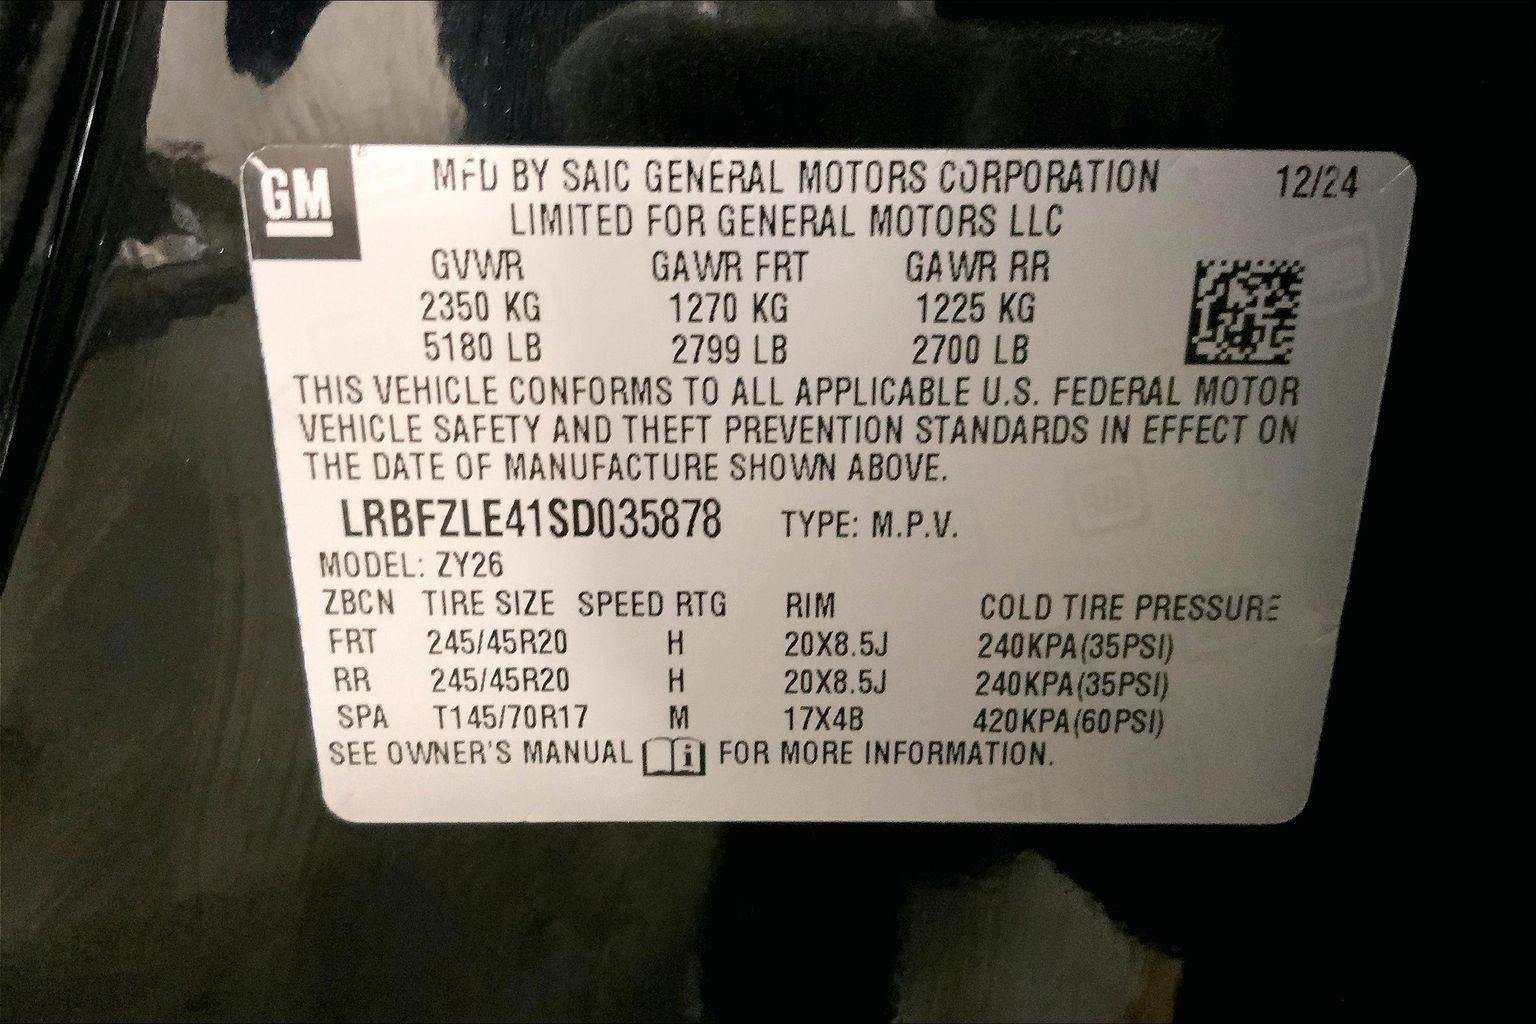 GM
MFD BY SAIC GENERAL MOTORS CORPORATION 12/24
LIMITED FOR GENERAL MOTORS LLC
GVWR GAWR FRT GAWR RR
2350 KG 1270 KG 1225 KG
5180 LB 2799 LB 2700 LB
THIS VEHICLE CONFORMS TO ALL APPLICABLE U.S. FEDERAL MOTOR
VEHICLE SAFETY AND THEFT PREVENTION STANDARDS IN EFFECT ON
THE DATE OF MANUFACTURE SHOWN ABOVE.
LRBFZLE41SD035878 TYPE: M.P.V.
MODEL: ZY26
ZBCN TIRE SIZE SPEED RTG RIM COLD TIRE PRESSURE
FRT 245/45R20 H 20X8.5J 240KPA(35PSI)
RR 245/45R20 H 20X8.5J 240KPA(35PSI)
SPA T145/70R17 M 17X4B 420KPA(60PSI)
SEE OWNER'S MANUAL i FOR MORE INFORMATION.